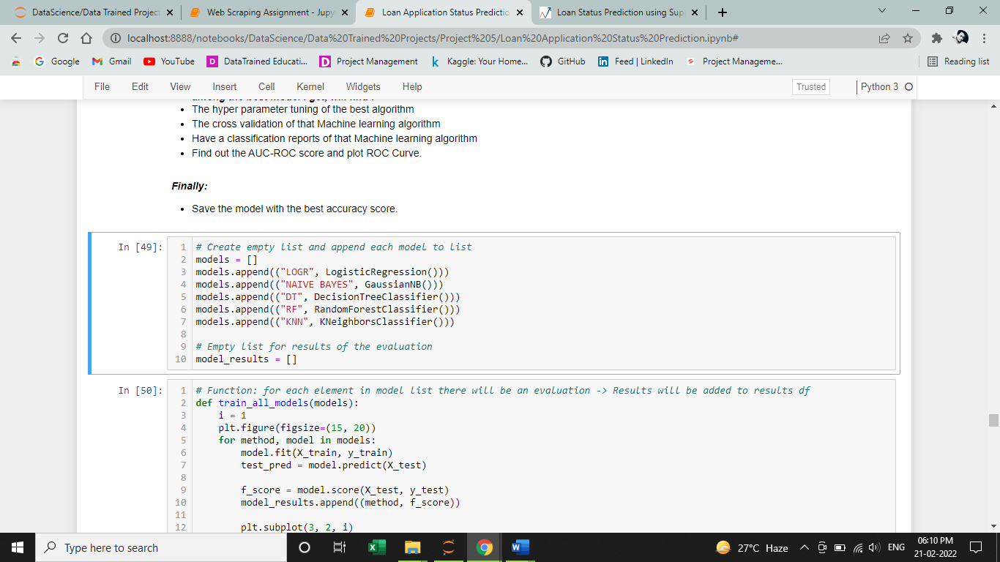 DataScience/Data Trained Project
Web Scraping Assignment - Jupy
Loan Application Status Predictio
Loan Status Prediction using Sup
localhost:8888/notebooks/DataScience/Data%20Trained%20Projects/Project%205/Loan%20Application%20Status%20Prediction.ipynb#
Google
Gmail
YouTube
DataTrained Educati...
Project Management
Kaggle: Your Home...
GitHub
Feed | LinkedIn
Project Manageme...
Reading list
File Edit View Insert Cell Kernel Widgets Help
Trusted
Python 3
• The hyper parameter tuning of the best algorithm
• The cross validation of that Machine learning algorithm
• Have a classification reports of that Machine learning algorithm
• Find out the AUC-ROC score and plot ROC Curve.
Finally:
• Save the model with the best accuracy score.
In [49]:
1 # Create empty list and append each model to list
2 models = []
3 models.append(("LOGR", LogisticRegression()))
4 models.append(("NAIVE BAYES", GaussianNB()))
5 models.append(("DT", DecisionTreeClassifier()))
6 models.append(("RF", RandomForestClassifier()))
7 models.append(("KNN", KNeighborsClassifier()))
8
9 # Empty list for results of the evaluation
10 model_results = []
In [50]:
1 # Function: for each element in model list there will be an evaluation -> Results will be added to results df
2 def train_all_models(models):
3     i = 1
4     plt.figure(figsize=(15, 20))
5     for method, model in models:
6         model.fit(X_train, y_train)
7         test_pred = model.predict(X_test)
8
9         f_score = model.score(X_test, y_test)
10         model_results.append((method, f_score))
11
12         plt.subplot(3, 2, i)
Type here to search
27°C Haze
ENG
06:10 PM
21-02-2022